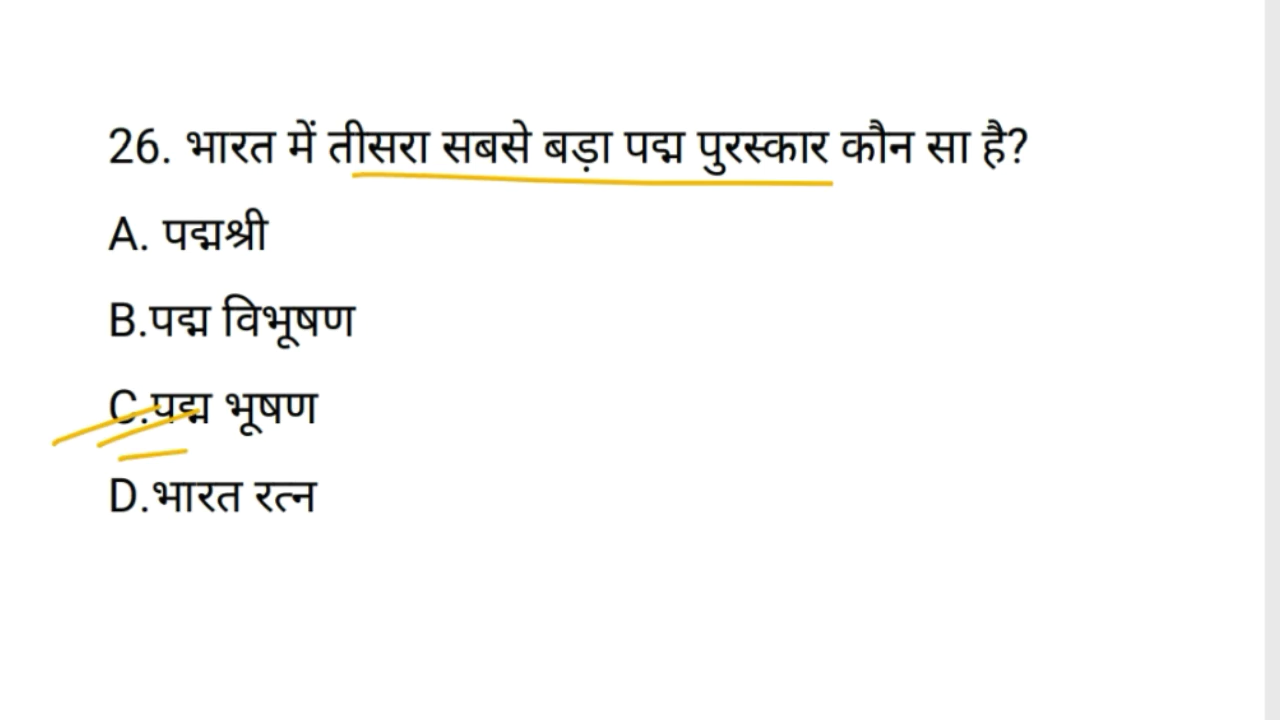 26. भारत में तीसरा सबसे बड़ा पद्म पुरस्कार कौन सा है?
A. पद्मश्री
B.पद्म विभूषण
C.पद्म भूषण
D.भारत रत्न